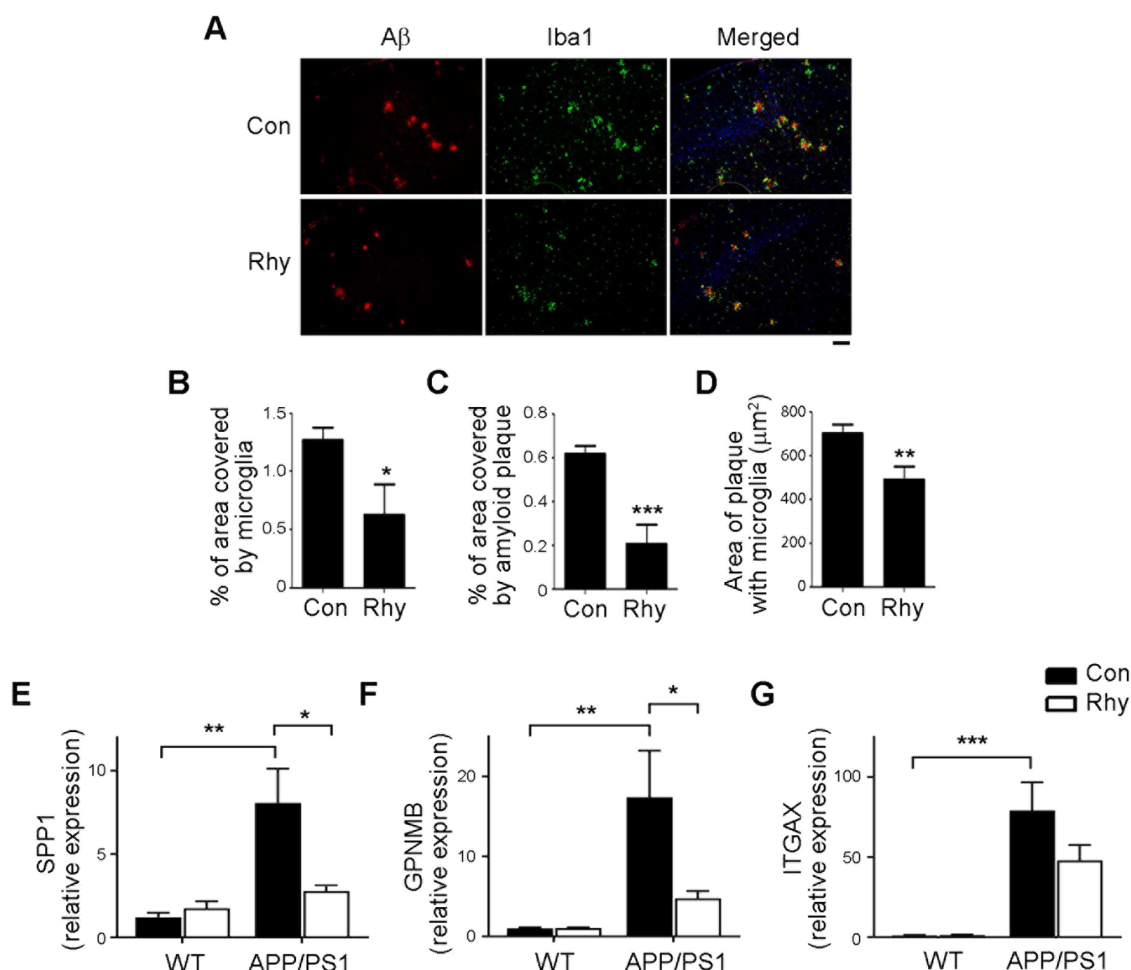 A
Aβ Iba1 Merged
Con
Rhy
B
% of area covered
by microglia
1.5
1.0
0.5
0
*
Con Rhy
C
% of area covered
by amyloid plaque
0.8
0.6
0.4
0.2
0
***
Con Rhy
D
Area of plaque
with microglia (μm²)
800
600
400
200
0
**
Con Rhy
Con
Rhy
E
SPP1
(relative expression)
10
5
0
** *
WT APP/PS1
F
GPNMB
(relative expression)
20
10
0
** *
WT APP/PS1
G
ITGAX
(relative expression)
100
50
0
***
WT APP/PS1